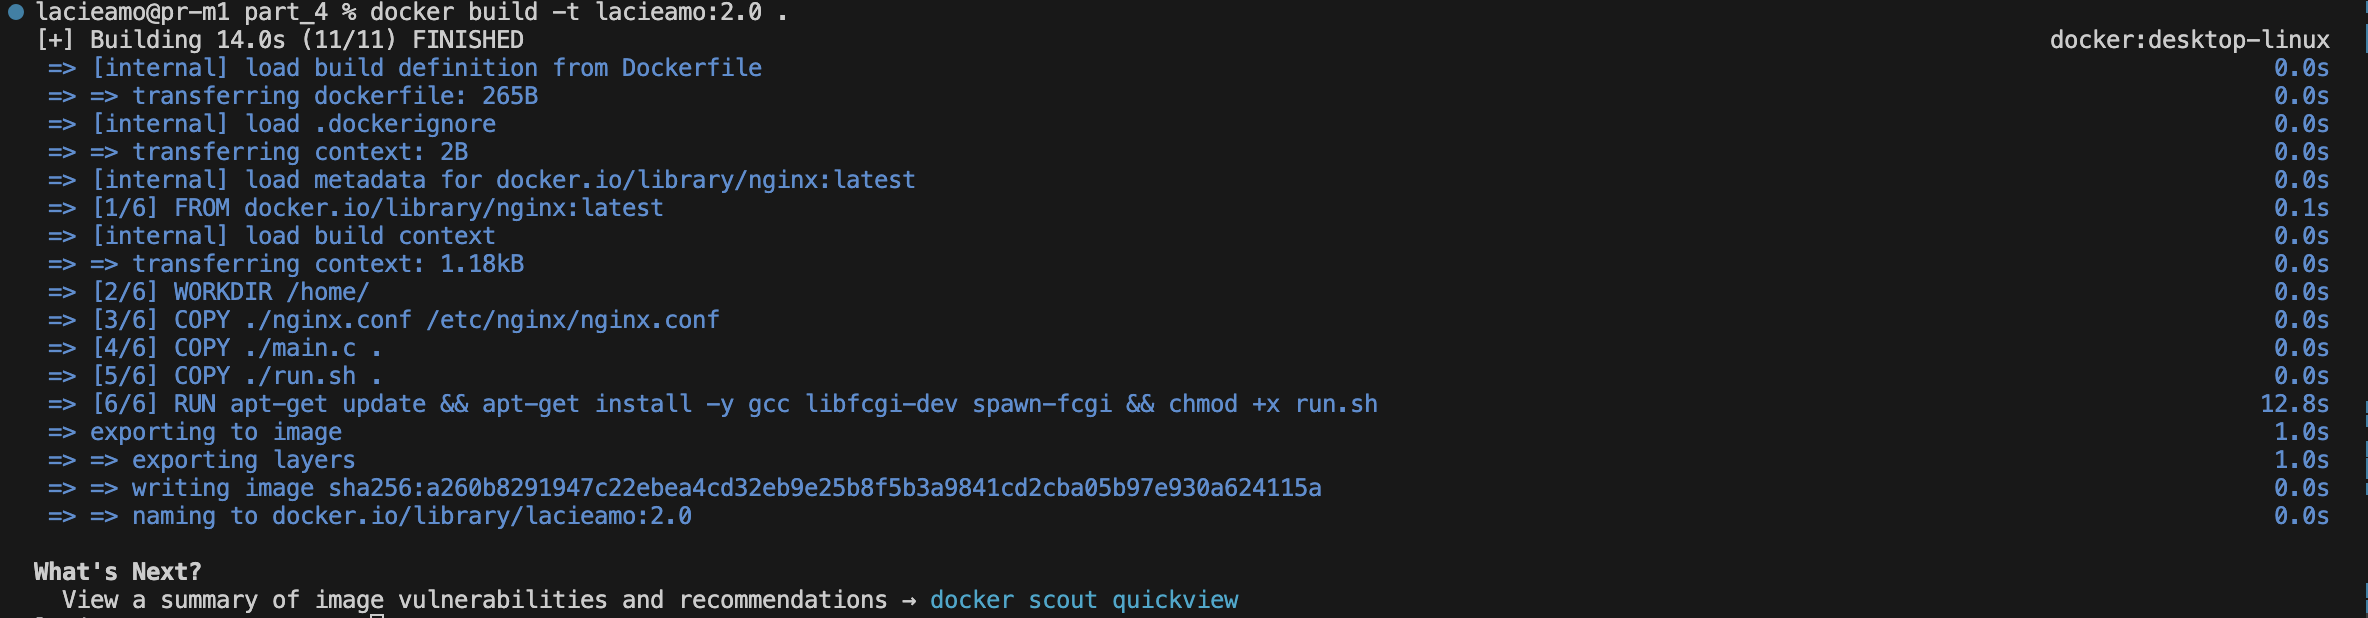 lacieamo@pr-m1 part_4 % docker build -t lacieamo:2.0 .
[+] Building 14.0s (11/11) FINISHED docker:desktop-linux
=> [internal] load build definition from Dockerfile 0.0s
=> => transferring dockerfile: 265B 0.0s
=> [internal] load .dockerignore 0.0s
=> => transferring context: 2B 0.0s
=> [internal] load metadata for docker.io/library/nginx:latest 0.0s
=> [1/6] FROM docker.io/library/nginx:latest 0.1s
=> [internal] load build context 0.0s
=> => transferring context: 1.18kB 0.0s
=> [2/6] WORKDIR /home/ 0.0s
=> [3/6] COPY ./nginx.conf /etc/nginx/nginx.conf 0.0s
=> [4/6] COPY ./main.c . 0.0s
=> [5/6] COPY ./run.sh . 0.0s
=> [6/6] RUN apt-get update && apt-get install -y gcc libfcgi-dev spawn-fcgi && chmod +x run.sh 12.8s
=> exporting to image 1.0s
=> => exporting layers 1.0s
=> => writing image sha256:a260b8291947c22ebea4cd32eb9e25b8f5b3a9841cd2cba05b97e930a624115a 0.0s
=> => naming to docker.io/library/lacieamo:2.0 0.0s
What's Next?
View a summary of image vulnerabilities and recommendations → docker scout quickview